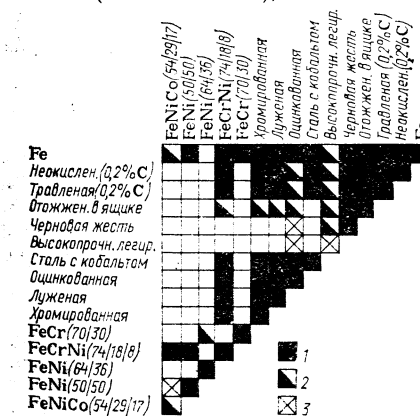 FeNiCo (54/29/17)
FeNi (50/50)
FeNi (64/36)
FeCrNi (74/18/8)
FeCr (70/30)
Хромированная
Луженая
Оцинкованная
Сталь с кобальтом
Высокопрочн. легир.
Черновая жесть
Отожжен. в ящике
Травленая (0,2%C)
Неокислен. (0,2%C)
Fe
Fe
Неокислен. (0,2%C)
Травленая (0,2%C)
Отожжен. в ящике
Черновая жесть
Высокопрочн. легир.
Сталь с кобальтом
Оцинкованная
Луженая
Хромированная
FeCr (70/30)
FeCrNi (74/18/8)
FeNi (64/36)
FeNi (50/50)
FeNiCo (54/29/17)
1
2
3